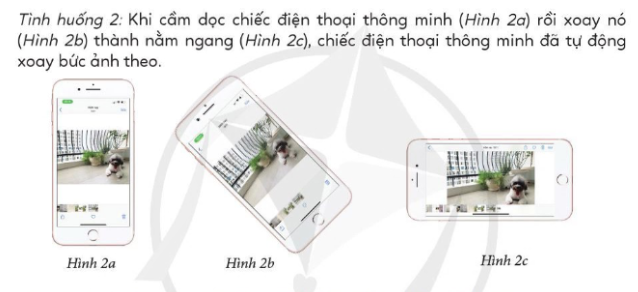 Tình huống 2: Khi cầm dọc chiếc điện thoại thông minh (Hình 2a) rồi xoay nó
(Hình 2b) thành nằm ngang (Hình 2c), chiếc điện thoại thông minh đã tự động
xoay bức ảnh theo.
Hình 2a
Hình 2b
Hình 2c